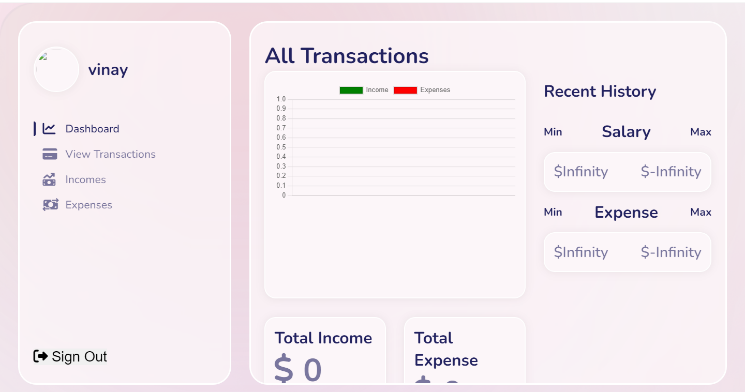 vinay
Dashboard
View Transactions
Incomes
Expenses
Sign Out
All Transactions
Income Expenses
1.0
0.9
0.8
0.7
0.6
0.5
0.4
0.3
0.2
0.1
0
Total Income
$ 0
Total
Expense
$ 0
Recent History
Min Salary Max
$Infinity $-Infinity
Min Expense Max
$Infinity $-Infinity